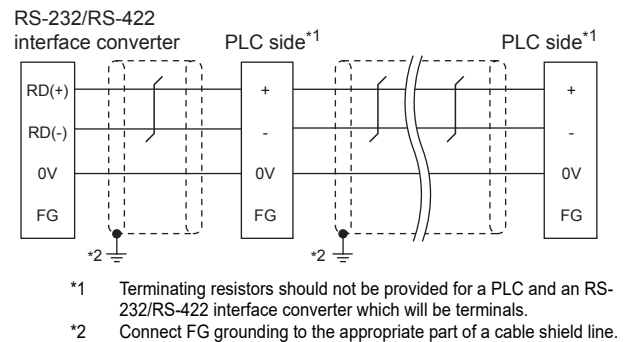 RS-232/RS-422
interface converter
PLC side*1
PLC side*1
RD(+)
+
+
RD(-)
-
-
0V
0V
0V
FG
FG
FG
*2
*2
*1 Terminating resistors should not be provided for a PLC and an RS-
232/RS-422 interface converter which will be terminals.
*2 Connect FG grounding to the appropriate part of a cable shield line.